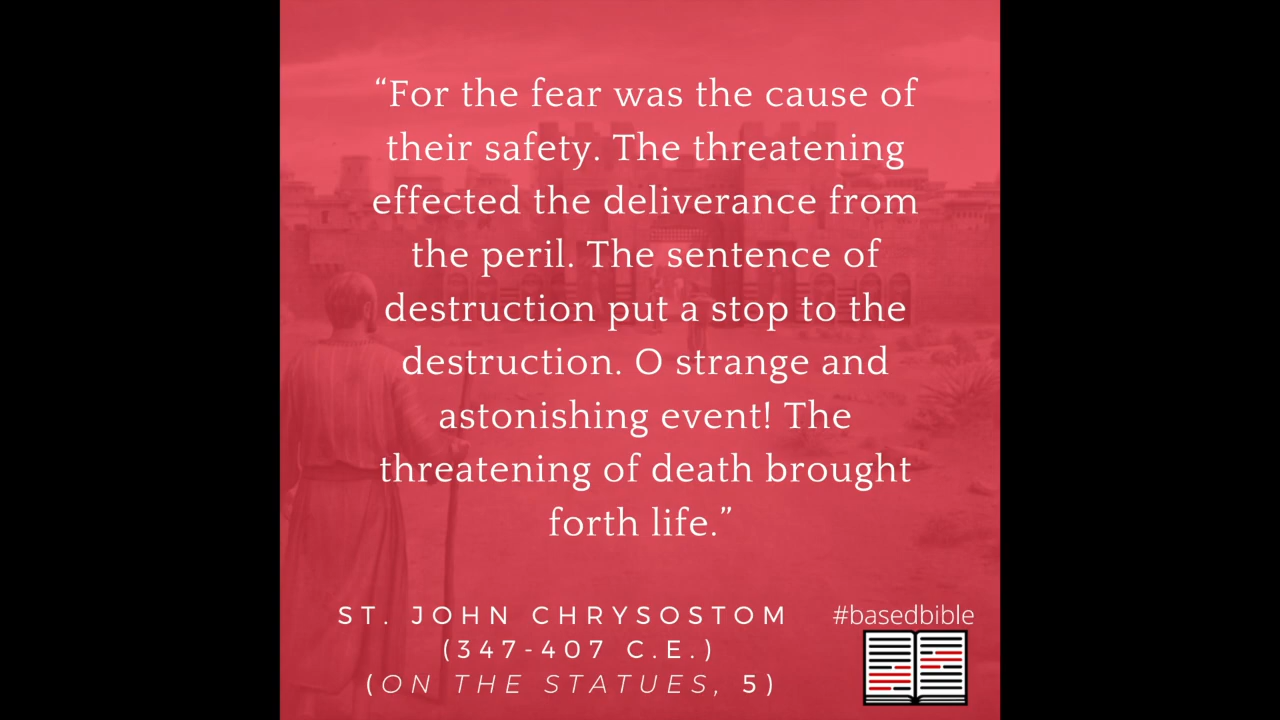 “For the fear was the cause of
their safety. The threatening
effected the deliverance from
the peril. The sentence of
destruction put a stop to the
destruction. O strange and
astonishing event! The
threatening of death brought
forth life.”
ST. JOHN CHRYSOSTOM
(347-407 C.E.)
(ON THE STATUES, 5)
#basedbible